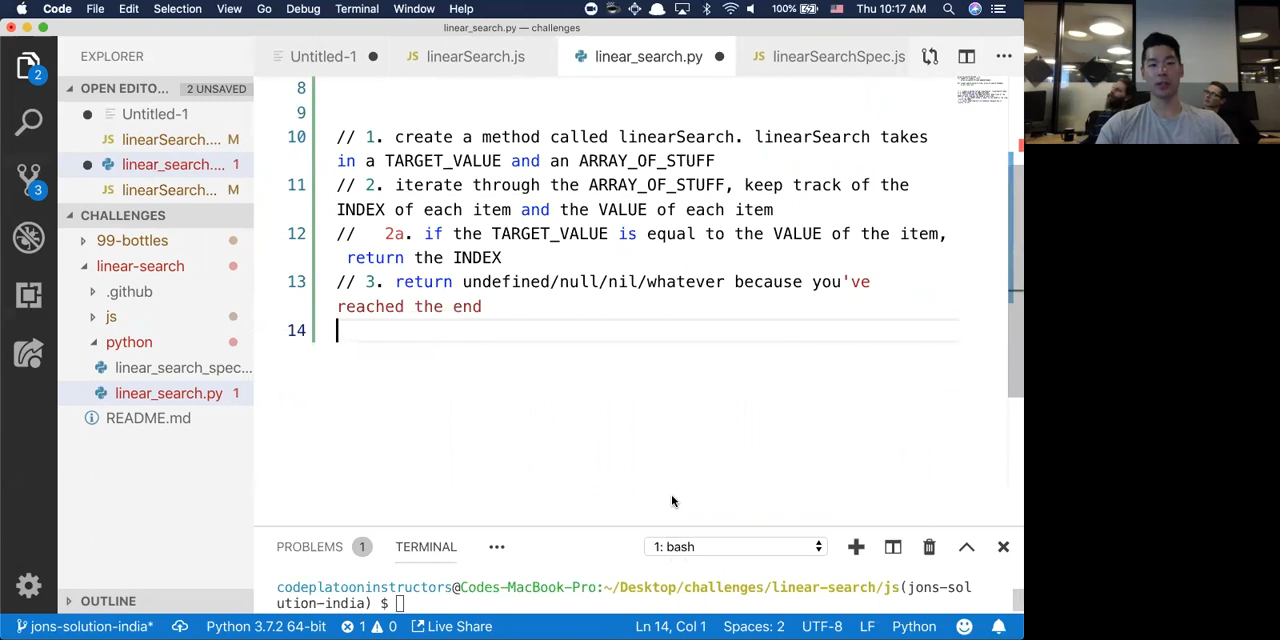 Code File Edit Selection View Go Debug Terminal Window Help 100% Thu 10:17 AM
linear_search.py — challenges
EXPLORER
Untitled-1
JS linearSearch.js
linear_search.py
JS linearSearchSpec.js
OPEN EDITO... 2 UNSAVED
Untitled-1
JS linearSearch.... M
linear_search.... 1
JS linearSearch... M
CHALLENGES
99-bottles
linear-search
.github
js
python
linear_search_spec...
linear_search.py 1
README.md
OUTLINE
2
3
8
9
10 // 1. create a method called linearSearch. linearSearch takes
in a TARGET_VALUE and an ARRAY_OF_STUFF
11 // 2. iterate through the ARRAY_OF_STUFF, keep track of the
INDEX of each item and the VALUE of each item
12 // 2a. if the TARGET_VALUE is equal to the VALUE of the item,
return the INDEX
13 // 3. return undefined/null/nil/whatever because you've
reached the end
14
PROBLEMS 1 TERMINAL ••• 1: bash
codeplatooninstructors@Codes-MacBook-Pro:~/Desktop/challenges/linear-search/js(jons-sol
ution-india) $
jons-solution-india* Python 3.7.2 64-bit 1 0 Live Share Ln 14, Col 1 Spaces: 2 UTF-8 LF Python